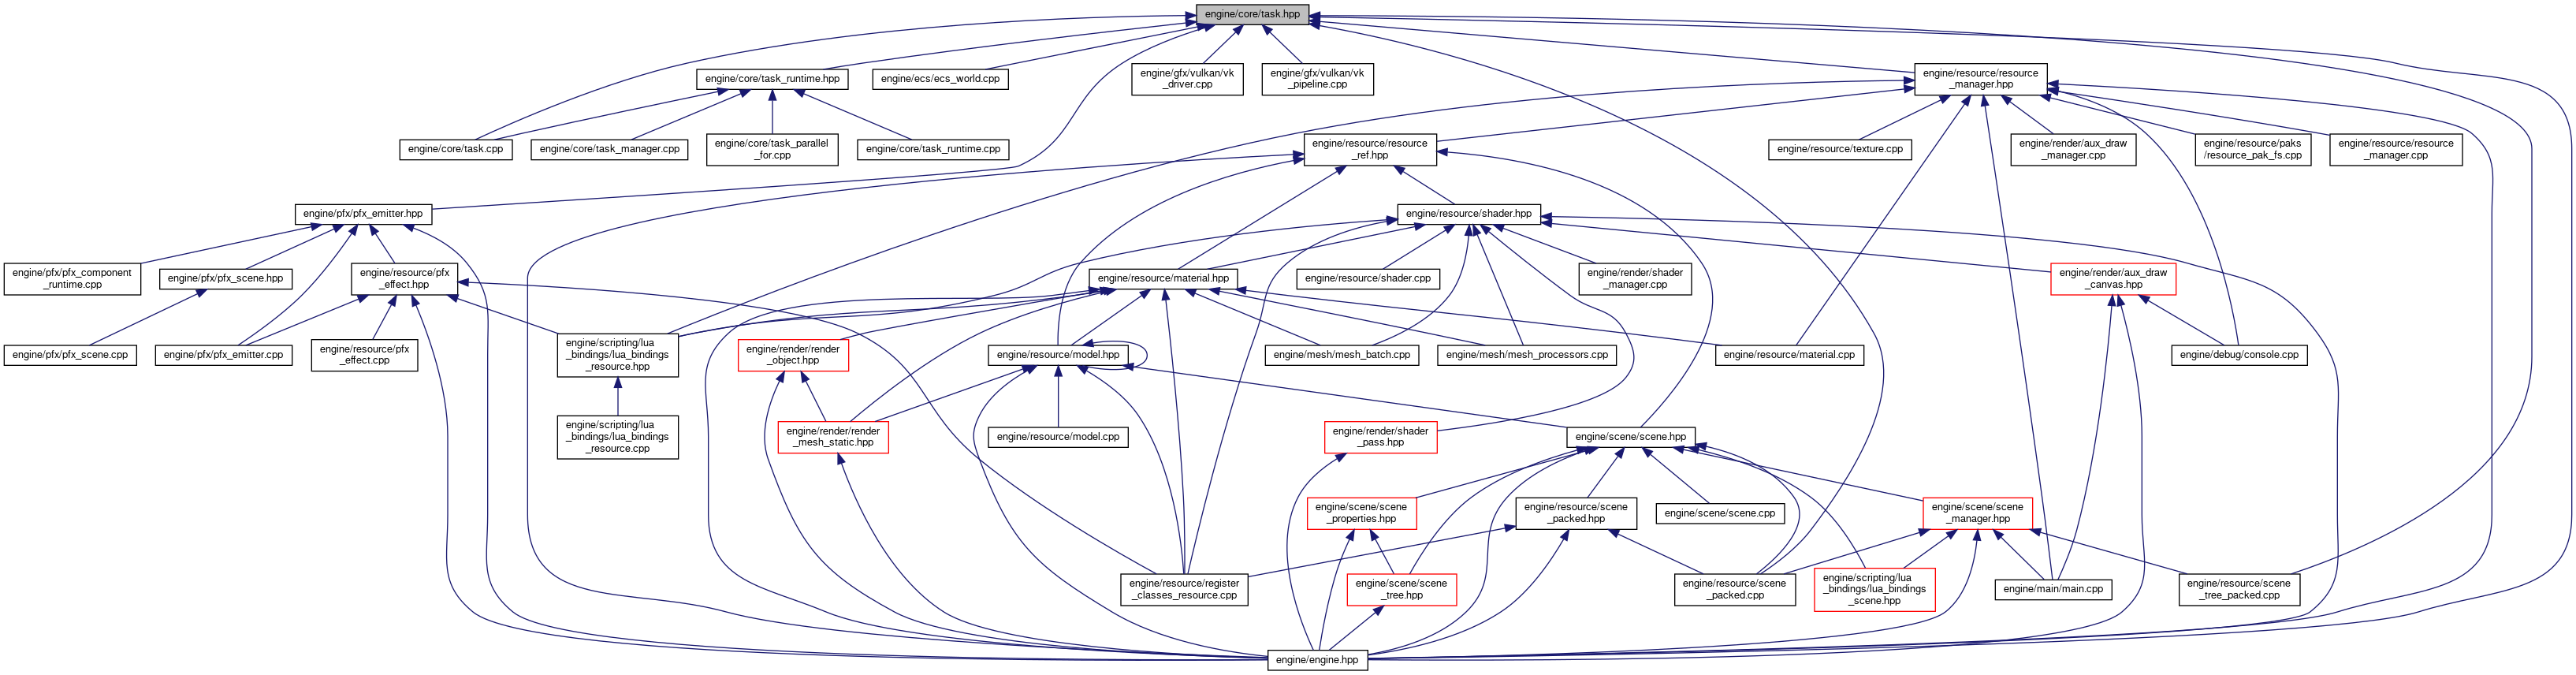 engine/core/task.hpp
engine/core/task_runtime.hpp
engine/ecs/ecs_world.cpp
engine/gfx/vulkan/vk
_driver.cpp
engine/gfx/vulkan/vk
_pipeline.cpp
engine/resource/resource
_manager.hpp
engine/core/task.cpp
engine/core/task_manager.cpp
engine/core/task_parallel
_for.cpp
engine/core/task_runtime.cpp
engine/resource/resource
_ref.hpp
engine/resource/texture.cpp
engine/render/aux_draw
_manager.cpp
engine/resource/paks
/resource_pak_fs.cpp
engine/resource/resource
_manager.cpp
engine/pfx/pfx_emitter.hpp
engine/resource/shader.hpp
engine/pfx/pfx_component
_runtime.cpp
engine/pfx/pfx_scene.hpp
engine/resource/pfx
_effect.hpp
engine/resource/material.hpp
engine/resource/shader.cpp
engine/render/shader
_manager.cpp
engine/render/aux_draw
_canvas.hpp
engine/pfx/pfx_scene.cpp
engine/pfx/pfx_emitter.cpp
engine/resource/pfx
_effect.cpp
engine/scripting/lua
_bindings/lua_bindings
_resource.hpp
engine/render/render
_object.hpp
engine/resource/model.hpp
engine/mesh/mesh_batch.cpp
engine/mesh/mesh_processors.cpp
engine/resource/material.cpp
engine/debug/console.cpp
engine/scripting/lua
_bindings/lua_bindings
_resource.cpp
engine/render/render
_mesh_static.hpp
engine/resource/model.cpp
engine/render/shader
_pass.hpp
engine/scene/scene.hpp
engine/scene/scene
_properties.hpp
engine/resource/scene
_packed.hpp
engine/scene/scene.cpp
engine/scene/scene
_manager.hpp
engine/resource/register
_classes_resource.cpp
engine/scene/scene
_tree.hpp
engine/resource/scene
_packed.cpp
engine/scripting/lua
_bindings/lua_bindings
_scene.hpp
engine/main/main.cpp
engine/resource/scene
_tree_packed.cpp
engine/engine.hpp